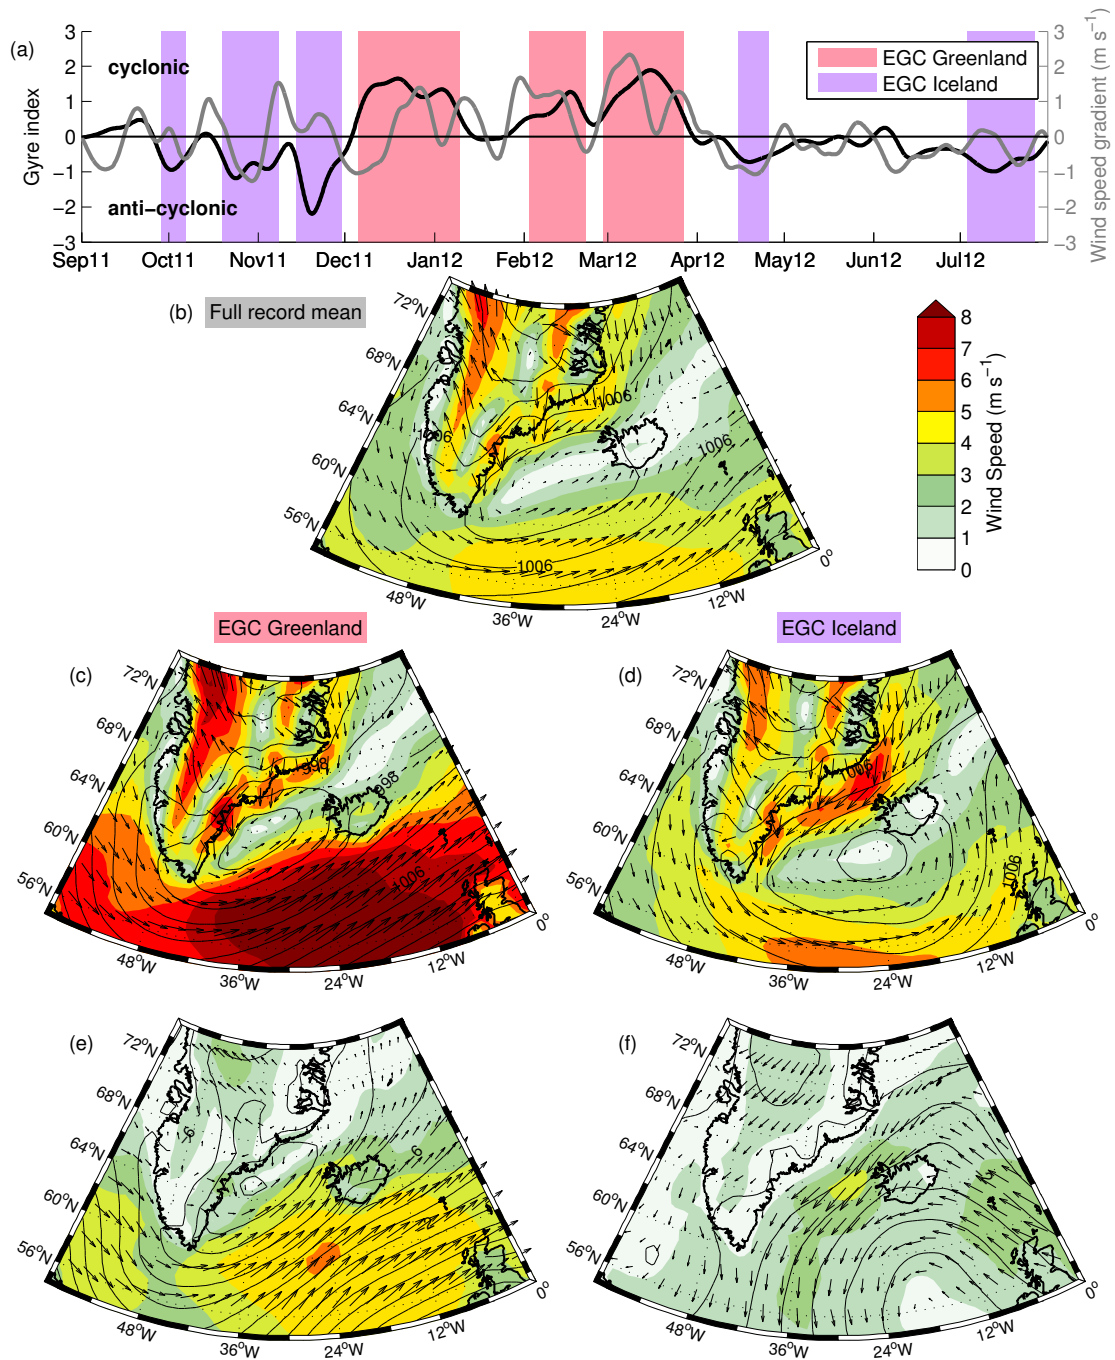 (a)
3
2
1
0
−1
−2
−3
Gyre index
cyclonic
anti−cyclonic
EGC Greenland
EGC Iceland
3
2
1
0
−1
−2
−3
Wind speed gradient (m s⁻¹)
Sep11 Oct11 Nov11 Dec11 Jan12 Feb12 Mar12 Apr12 May12 Jun12 Jul12
(b) Full record mean
72°N
68°N
64°N
60°N
56°N
48°W
36°W
24°W
12°W
0°
1006
1006
1006
1006
8
7
6
5
4
3
2
1
0
Wind Speed (m s⁻¹)
EGC Greenland
(c)
72°N
68°N
64°N
60°N
56°N
48°W
36°W
24°W
12°W
0°
998
998
1006
EGC Iceland
(d)
72°N
68°N
64°N
60°N
56°N
48°W
36°W
24°W
12°W
0°
1006
1006
(e)
72°N
68°N
64°N
60°N
56°N
48°W
36°W
24°W
12°W
0°
(f)
72°N
68°N
64°N
60°N
56°N
48°W
36°W
24°W
12°W
0°